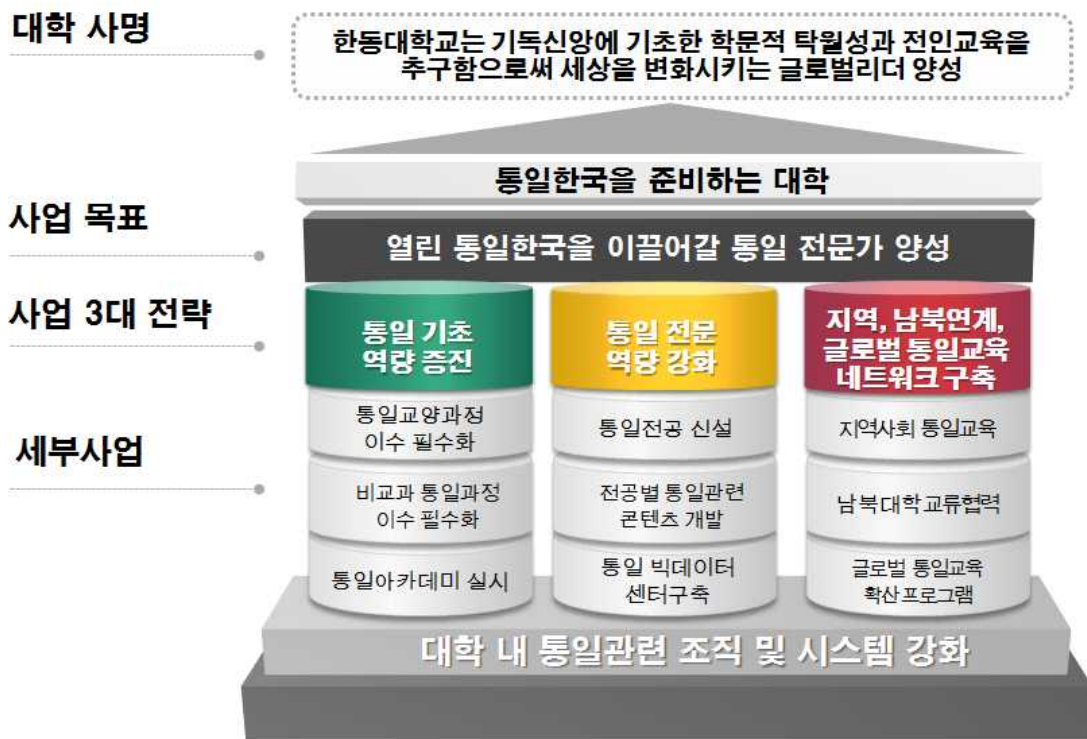 대학 사명
한동대학교는 기독신앙에 기초한 학문적 탁월성과 전인교육을
추구함으로써 세상을 변화시키는 글로벌리더 양성
통일한국을 준비하는 대학
사업 목표
열린 통일한국을 이끌어갈 통일 전문가 양성
사업 3대 전략
통일 기초
역량 증진
통일 전문
역량 강화
지역, 남북연계,
글로벌 통일교육
네트워크 구축
세부사업
통일교양과정
이수 필수화
통일전공 신설
지역사회 통일교육
비교과 통일과정
이수 필수화
전공별 통일관련
콘텐츠 개발
남북대학교류협력
통일아카데미 실시
통일 빅데이터
센터구축
글로벌 통일교육
확산프로그램
대학 내 통일관련 조직 및 시스템 강화